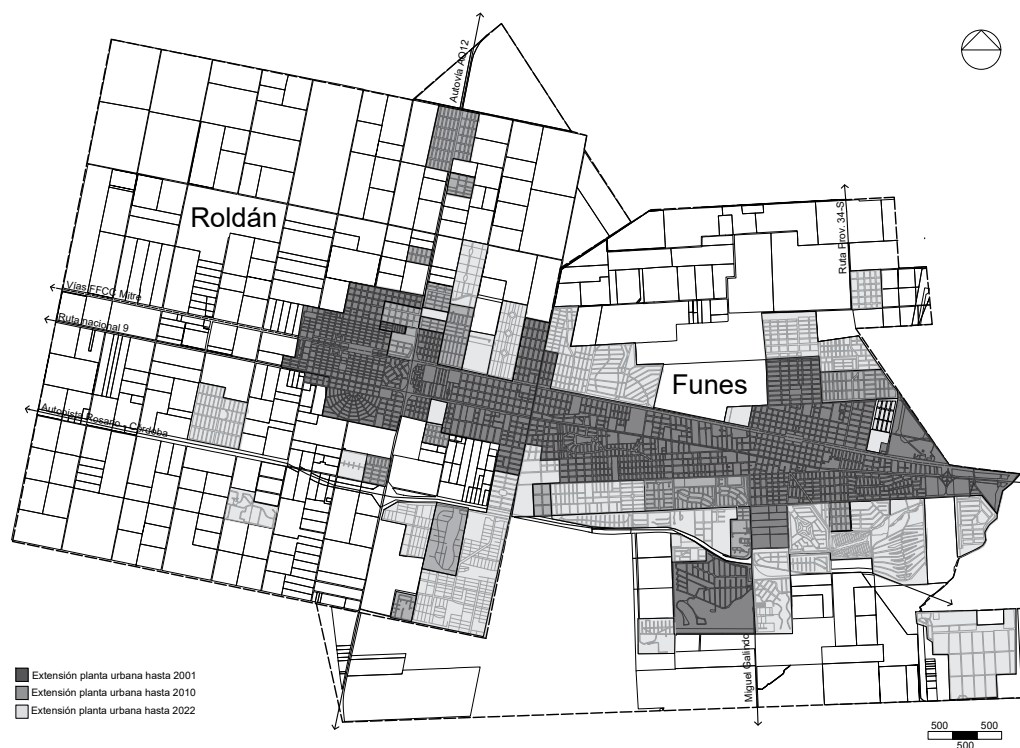 Autovía AO12
Roldán
Ruta Prov. 34-S
Vías FFCC Mitre
Ruta nacional 9
Funes
Autopista Rosario - Córdoba
Miguel Galindo
Extensión planta urbana hasta 2001
Extensión planta urbana hasta 2010
Extensión planta urbana hasta 2022
500 500
500